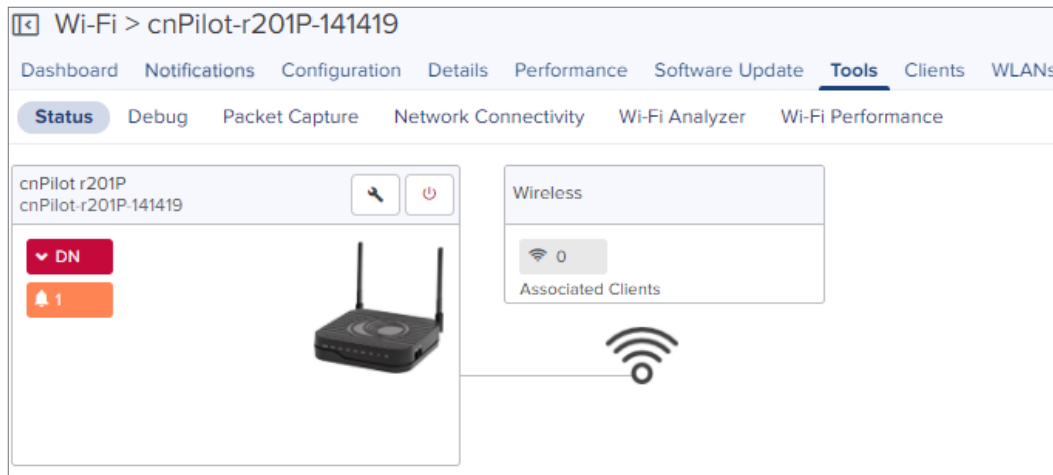 Wi-Fi > cnPilot-r201P-141419
Dashboard Notifications Configuration Details Performance Software Update Tools Clients WLANs
Status Debug Packet Capture Network Connectivity Wi-Fi Analyzer Wi-Fi Performance
cnPilot r201P
cnPilot-r201P-141419
Wireless
DN
1
0
Associated Clients